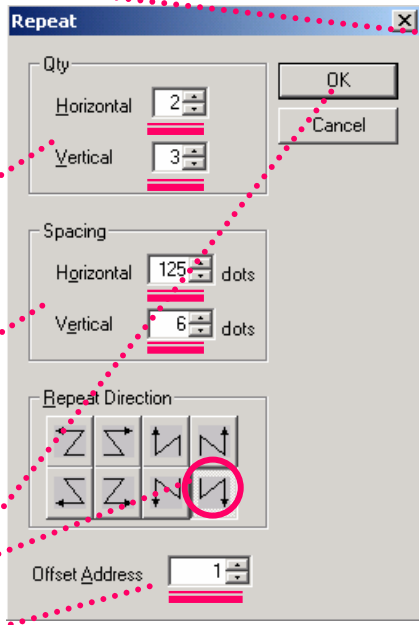 Repeat
Qty
Horizontal 2
Vertical 3
OK
Cancel
Spacing
Horizontal 125 dots
Vertical 6 dots
Repeat Direction
Offset Address 1